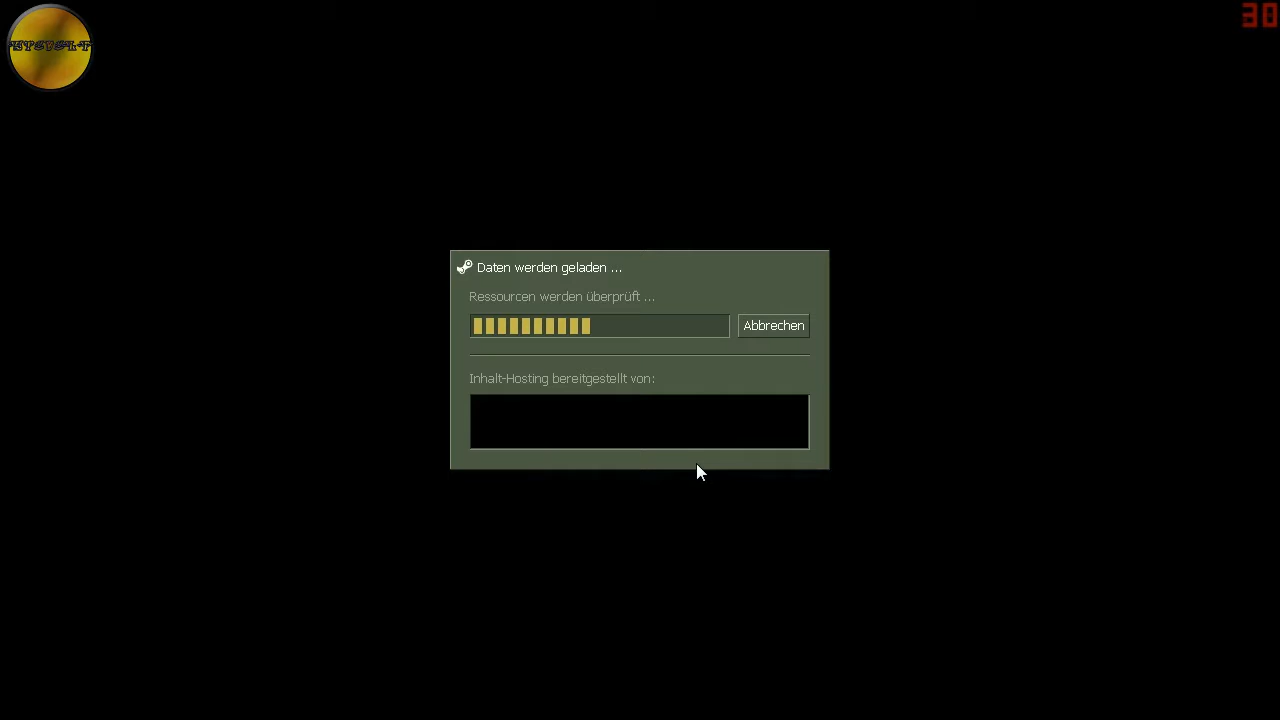 30
Daten werden geladen ...
Ressourcen werden überprüft ...
Abbrechen
Inhalt-Hosting bereitgestellt von: